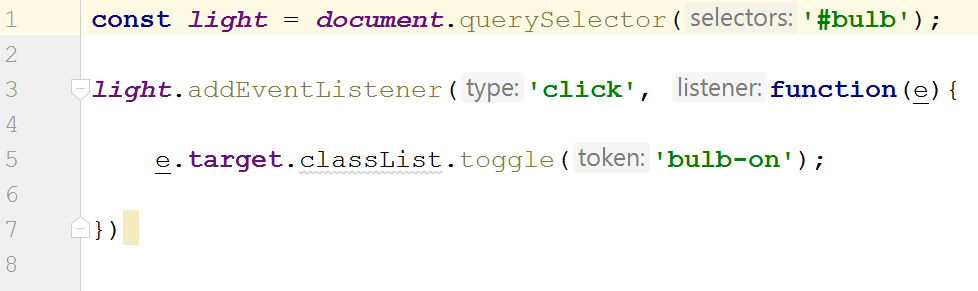 1 const light = document.querySelector( selectors: '#bulb');
2
3 light.addEventListener( type: 'click', listener: function(e){
4
5 e.target.classList.toggle( token: 'bulb-on');
6
7 })
8